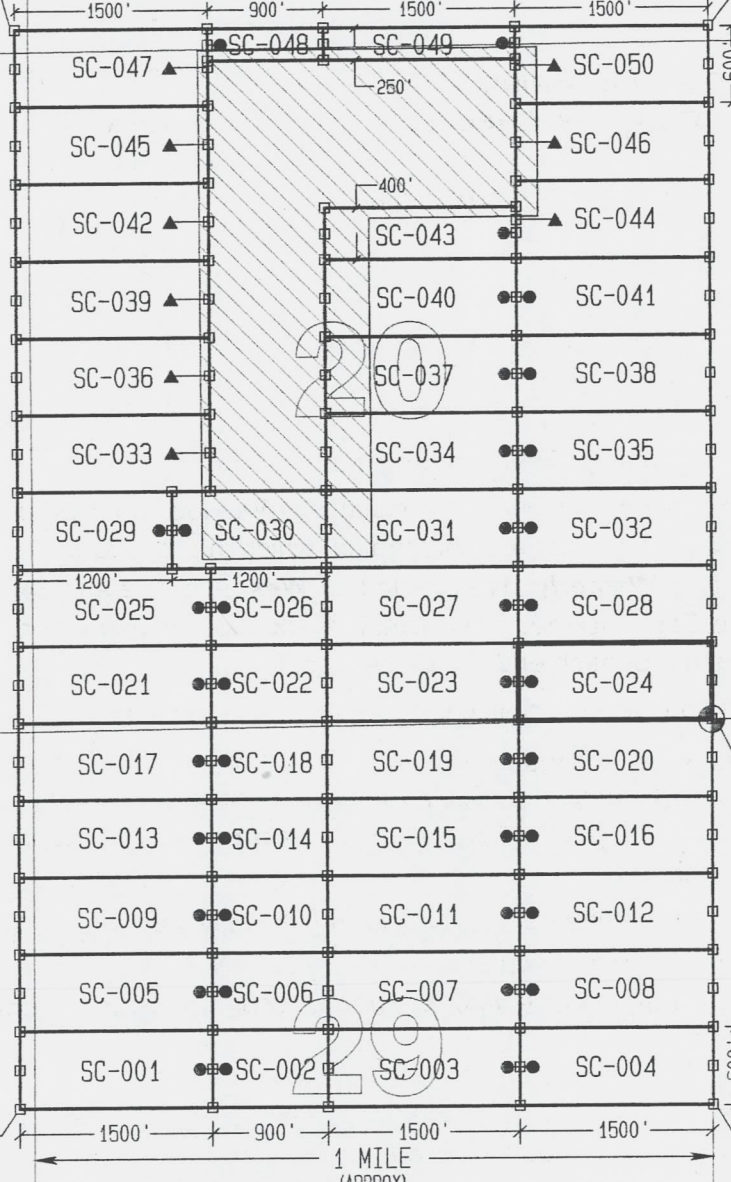 1500' 900' 1500' 1500'
SC-048 SC-049
SC-047 SC-050
250'
600'
SC-045 SC-046
400'
SC-042 SC-044
SC-043
SC-039 SC-040 SC-041
20
SC-036 SC-037 SC-038
SC-033 SC-034 SC-035
SC-029 SC-030 SC-031 SC-032
1200' 1200'
SC-025 SC-026 SC-027 SC-028
SC-021 SC-022 SC-023 SC-024
SC-017 SC-018 SC-019 SC-020
SC-013 SC-014 SC-015 SC-016
SC-009 SC-010 SC-011 SC-012
SC-005 SC-006 SC-007 SC-008
29
SC-001 SC-002 SC-003 SC-004
600'
1500' 900' 1500' 1500'
1 MILE
(APPROX)